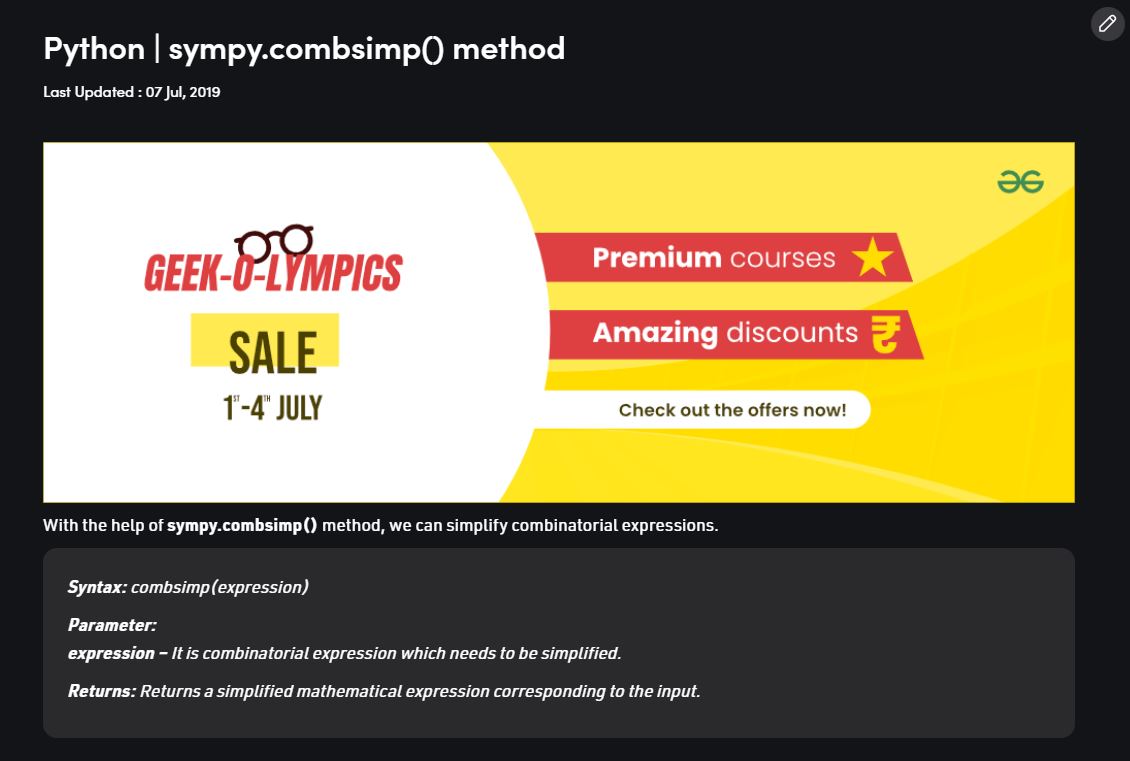 Python | sympy.combsimp() method
Last Updated : 07 Jul, 2019
GEEK-O-LYMPICS
SALE
1ST-4TH JULY
Premium courses
Amazing discounts ₹
Check out the offers now!
With the help of sympy.combsimp() method, we can simplify combinatorial expressions.
Syntax: combsimp(expression)
Parameter:
expression – It is combinatorial expression which needs to be simplified.
Returns: Returns a simplified mathematical expression corresponding to the input.